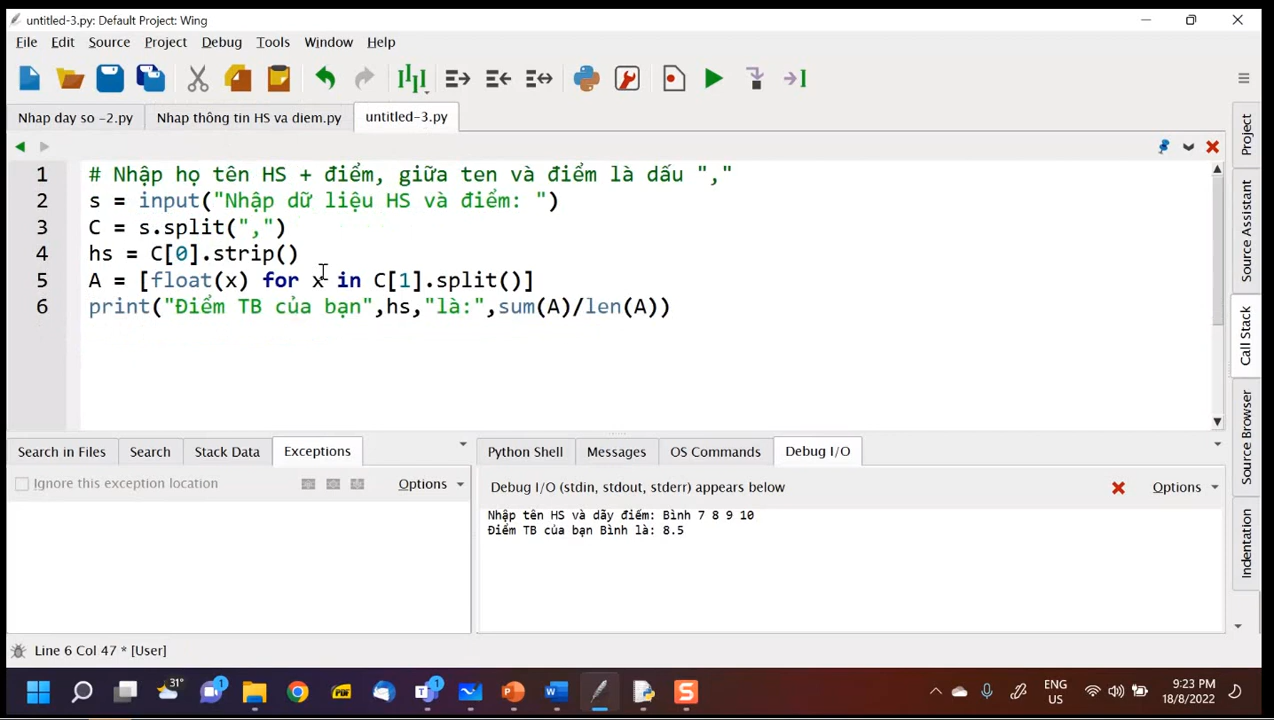 untitled-3.py: Default Project: Wing
File Edit Source Project Debug Tools Window Help
Nhap day so -2.py Nhap thông tin HS va diem.py untitled-3.py
1 # Nhập họ tên HS + điểm, giữa ten và điểm là dấu ","
2 s = input("Nhập dữ liệu HS và điểm: ")
3 C = s.split(",")
4 hs = C[0].strip()
5 A = [float(x) for x in C[1].split()]
6 print("Điểm TB của bạn",hs,"là:",sum(A)/len(A))
Project
Source Assistant
Call Stack
Source Browser
Indentation
Search in Files Search Stack Data Exceptions
Ignore this exception location Options
Python Shell Messages OS Commands Debug I/O
Debug I/O (stdin, stdout, stderr) appears below Options
Nhập tên HS và dãy điểm: Bình 7 8 9 10
Điểm TB của bạn Bình là: 8.5
Line 6 Col 47 * [User]
31° 1 PDF 1 ENG US 9:23 PM 18/8/2022